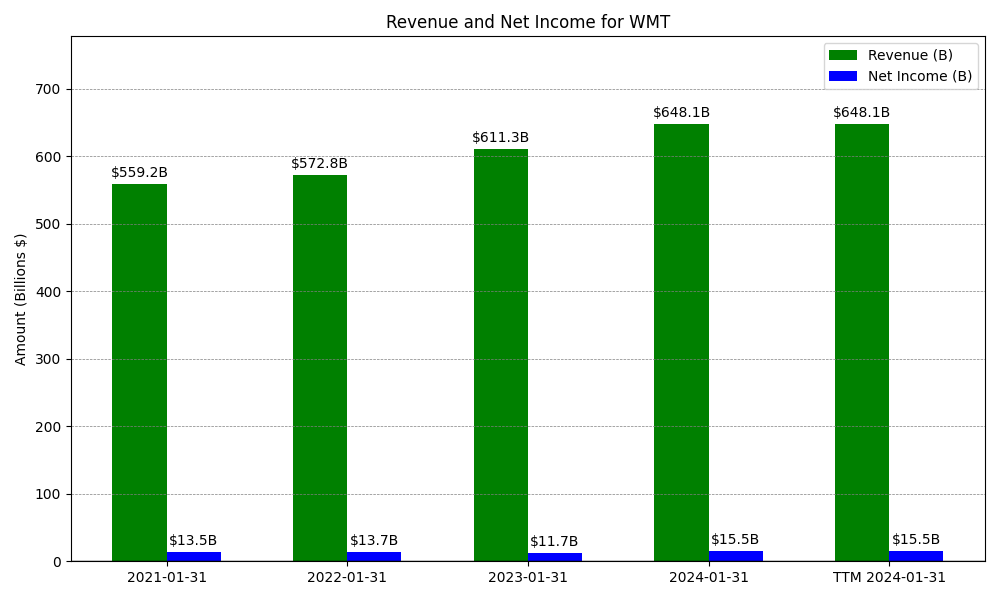 Revenue and Net Income for WMT
Revenue (B)
Net Income (B)
Amount (Billions $)
700
600
500
400
300
200
100
0
$559.2B
$572.8B
$611.3B
$648.1B
$648.1B
$13.5B
$13.7B
$11.7B
$15.5B
$15.5B
2021-01-31
2022-01-31
2023-01-31
2024-01-31
TTM 2024-01-31